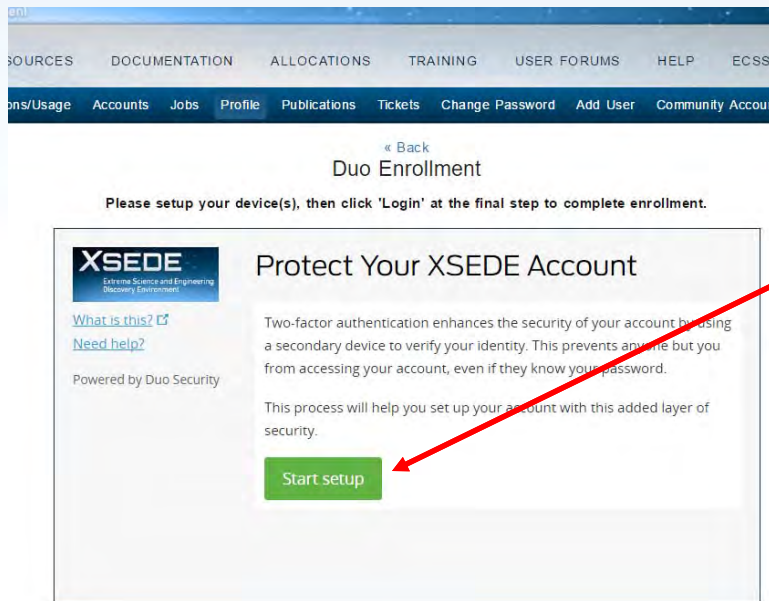 DOCUMENTATION ALLOCATIONS TRAINING USER FORUMS HELP ECSS
Accounts Jobs Profile Publications Tickets Change Password Add User Community
« Back
Duo Enrollment
Please setup your device(s), then click 'Login' at the final step to complete enrollment.
XSEDE
Extreme Science and Engineering
Discovery Environment
What is this?
Need help?
Powered by Duo Security
Protect Your XSEDE Account
Two-factor authentication enhances the security of your account by using
a secondary device to verify your identity. This prevents anyone but you
from accessing your account, even if they know your password.
This process will help you set up your account with this added layer of
security.
Start setup